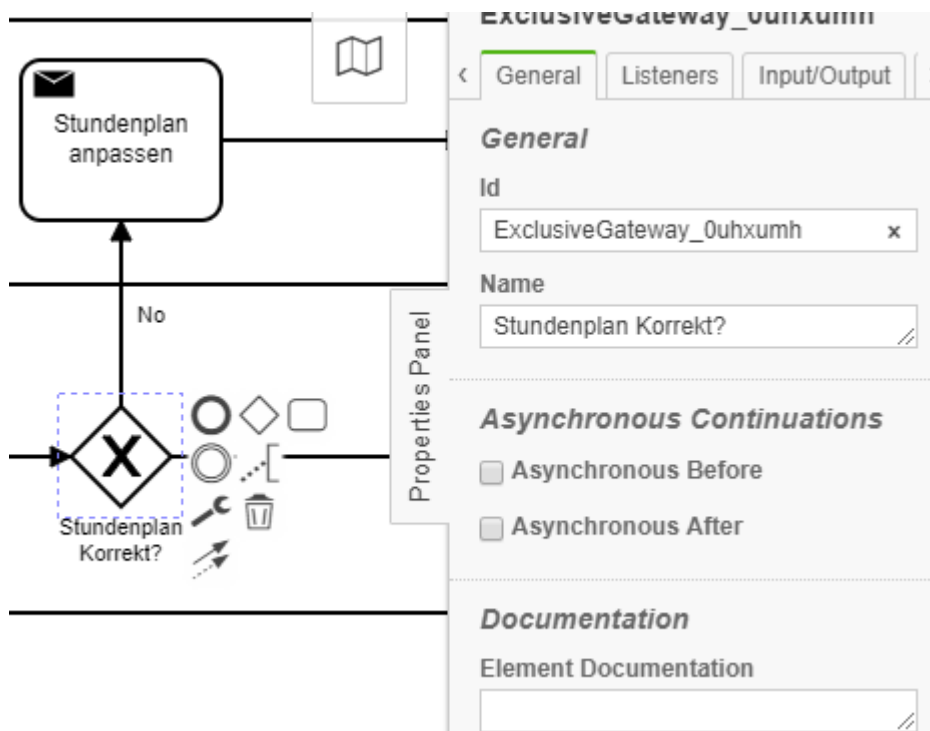 ExclusiveGateway_0uhxumh
General
Listeners
Input/Output
General
Id
ExclusiveGateway_0uhxumh
x
Name
Stundenplan Korrekt?
Asynchronous Continuations
Asynchronous Before
Asynchronous After
Documentation
Element Documentation
Properties Panel
Stundenplan
anpassen
No
X
Stundenplan
Korrekt?